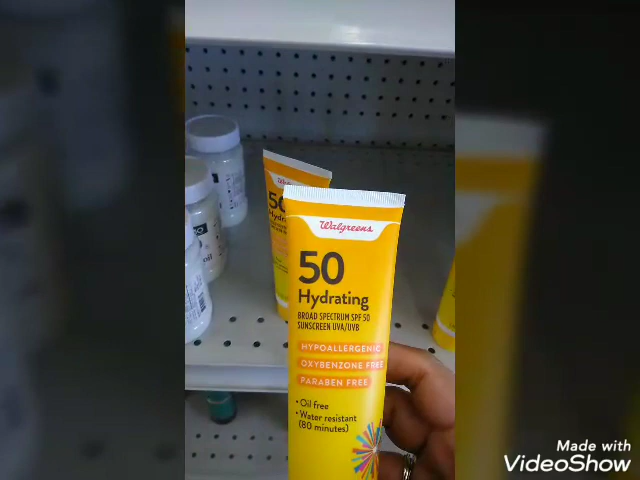 Walgreens
50
Hydrating
BROAD SPECTRUM SPF 50
SUNSCREEN UVA/UVB
HYPOALLERGENIC
OXYBENZONE FREE
PARABEN FREE
• Oil free
• Water resistant
(80 minutes)
50
Made with
VideoShow